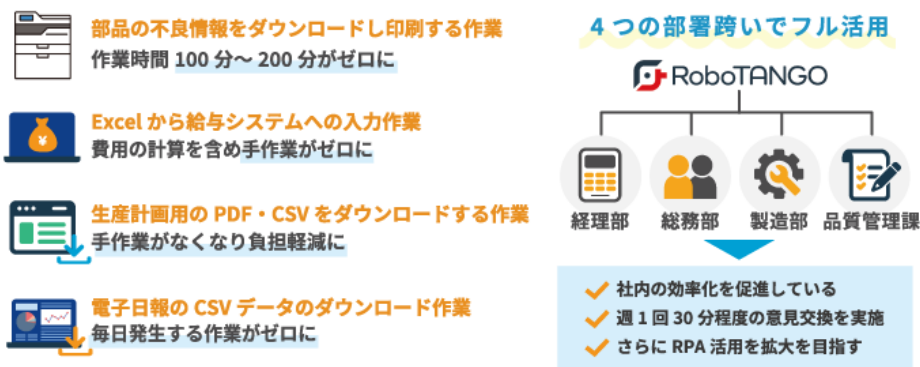 部品の不良情報をダウンロードし印刷する作業
作業時間 100 分～ 200 分がゼロに
Excel から給与システムへの入力作業
費用の計算を含め手作業がゼロに
生産計画用の PDF・CSV をダウンロードする作業
手作業がなくなり負担軽減に
電子日報の CSV データのダウンロード作業
毎日発生する作業がゼロに
4 つの部署跨いでフル活用
RoboTANGO
経理部
総務部
製造部
品質管理課
社内の効率化を促進している
週 1 回 30 分程度の意見交換を実施
さらに RPA 活用を拡大を目指す
¥